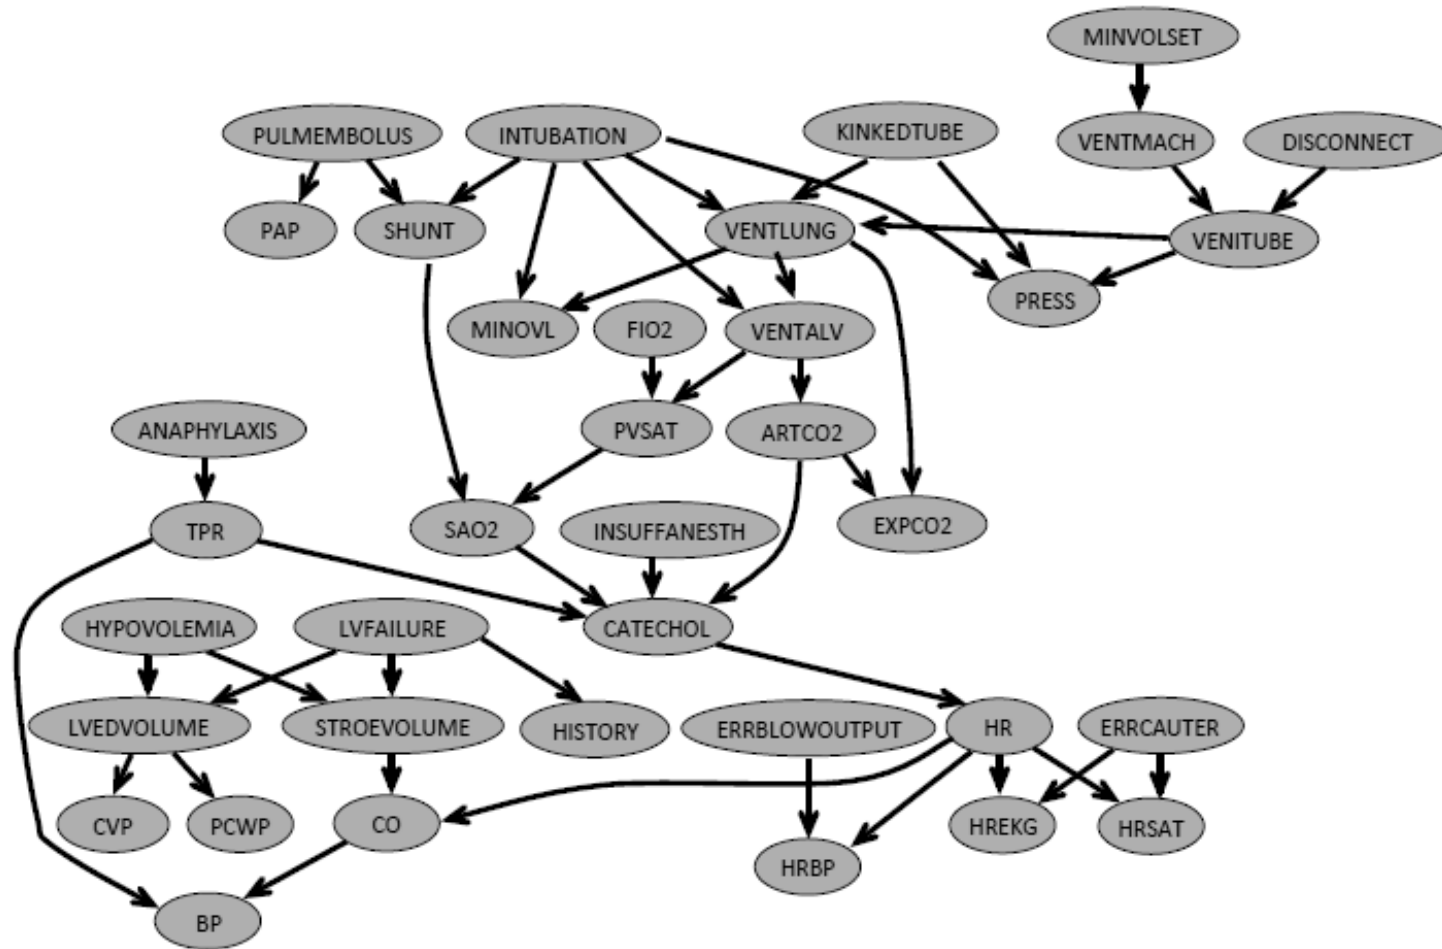 MINVOLSET
PULMEMBOLUS
INTUBATION
KINKEDTUBE
VENTMACH
DISCONNECT
PAP
SHUNT
VENTLUNG
VENITUBE
PRESS
MINOVL
FIO2
VENTALV
ANAPHYLAXIS
PVSAT
ARTCO2
TPR
SAO2
INSUFFANESTH
EXPCO2
HYPOVOLEMIA
LVFAILURE
CATECHOL
LVEDVOLUME
STROEVOLUME
HISTORY
ERRBLOWOUTPUT
HR
ERRCAUTER
CVP
PCWP
CO
HREKG
HRSAT
HRBP
BP